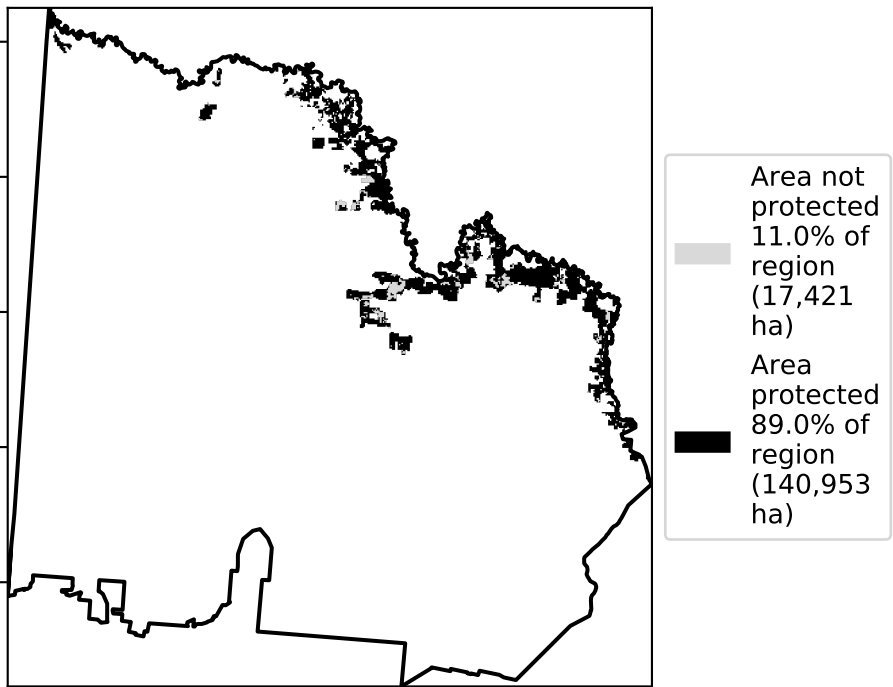 Area not
protected
11.0% of
region
(17,421
ha)
Area
protected
89.0% of
region
(140,953
ha)